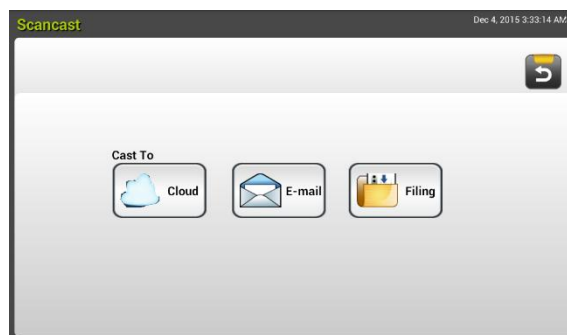 Scancast
Dec 4, 2015 3:33:14 AM
Cast To
Cloud
E-mail
Filing